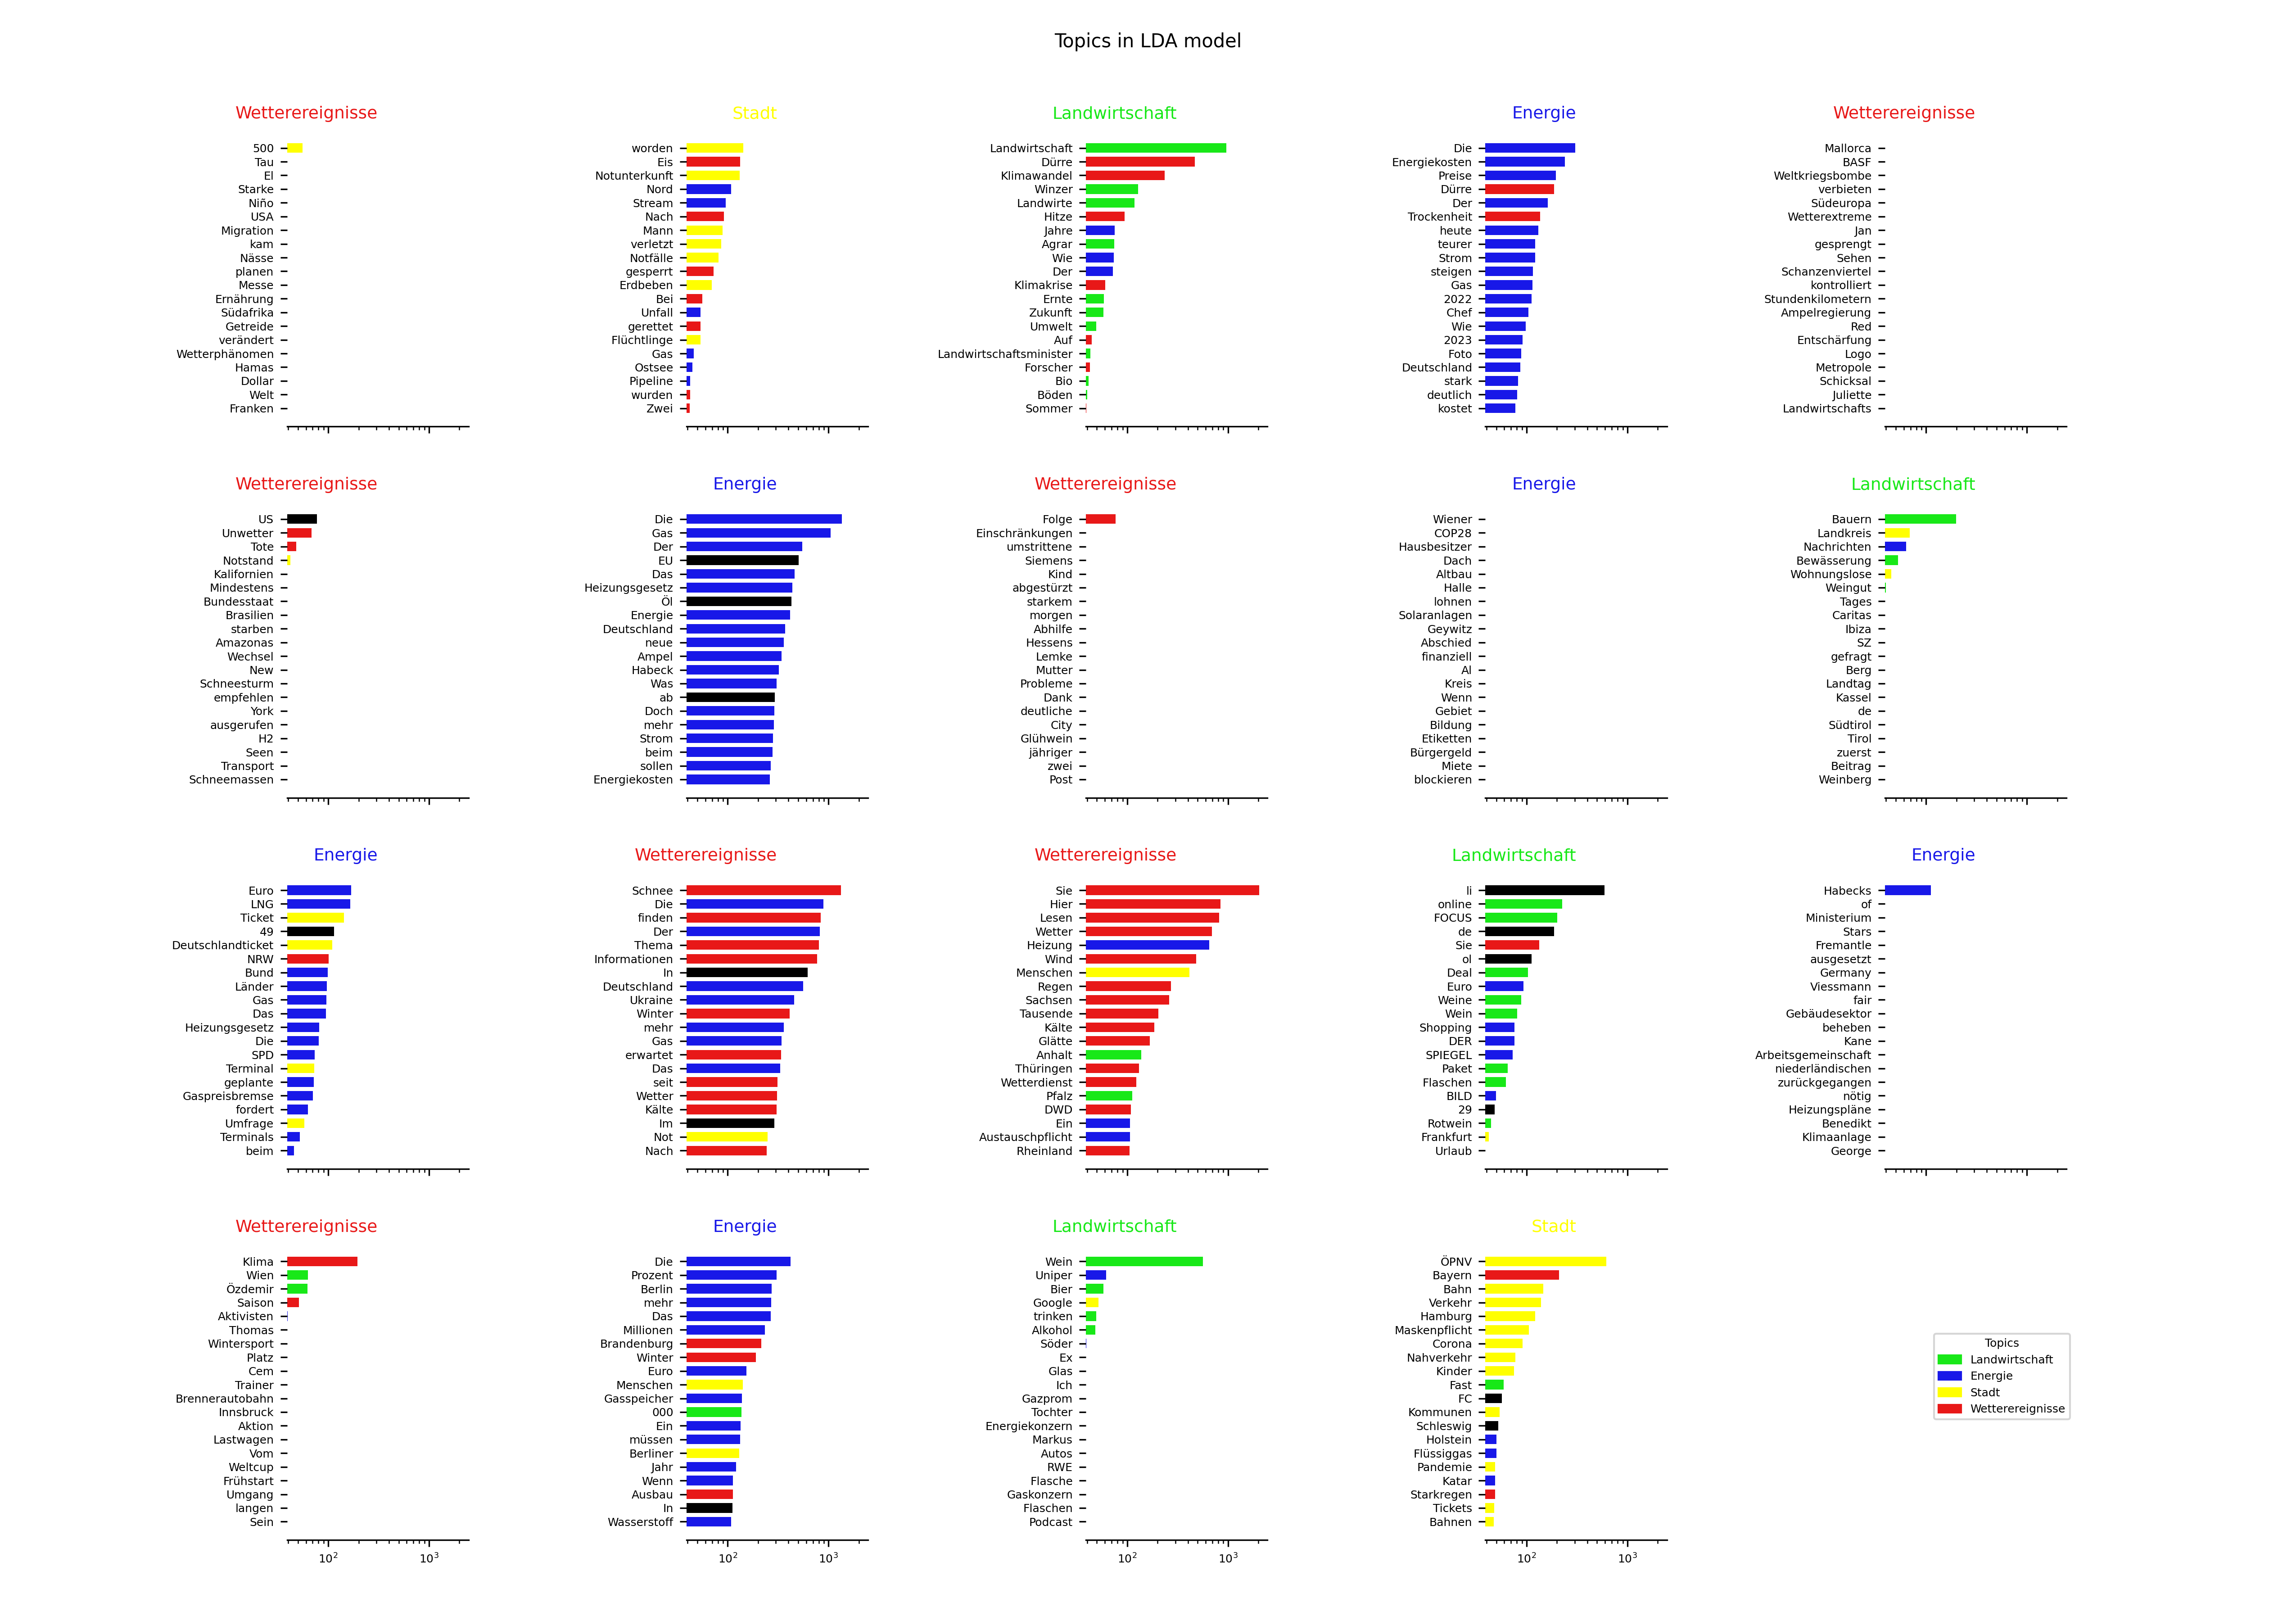 Topics in LDA model
Wetterereignisse
500
Tau
El
Starke
Niño
USA
Migration
kam
Nässe
planen
Messe
Ernährung
Südafrika
Getreide
verändert
Wetterphänomen
Hamas
Dollar
Welt
Franken
Stadt
worden
Eis
Notunterkunft
Nord
Stream
Nach
Mann
verletzt
Notfälle
gesperrt
Erdbeben
Bei
Unfall
gerettet
Flüchtlinge
Gas
Ostsee
Pipeline
wurden
Zwei
Landwirtschaft
Landwirtschaft
Dürre
Klimawandel
Winzer
Landwirte
Hitze
Jahre
Agrar
Wie
Der
Klimakrise
Ernte
Zukunft
Umwelt
Auf
Landwirtschaftsminister
Forscher
Bio
Böden
Sommer
Energie
Die
Energiekosten
Preise
Dürre
Der
Trockenheit
heute
teurer
Strom
steigen
Gas
2022
Chef
Wie
2023
Foto
Deutschland
stark
deutlich
kostet
Wetterereignisse
Mallorca
BASF
Weltkriegsbombe
verbieten
Südeuropa
Wetterextreme
Jan
gesprengt
Sehen
Schanzenviertel
kontrolliert
Stundenkilometern
Ampelregierung
Red
Entschärfung
Logo
Metropole
Schicksal
Juliette
Landwirtschafts
Wetterereignisse
US
Unwetter
Tote
Notstand
Kalifornien
Mindestens
Bundesstaat
Brasilien
starben
Amazonas
Wechsel
New
Schneesturm
empfehlen
York
ausgerufen
H2
Seen
Transport
Schneemassen
Energie
Die
Gas
Der
EU
Das
Heizungsgesetz
Öl
Energie
Deutschland
neue
Ampel
Habeck
Was
ab
Doch
mehr
Strom
beim
sollen
Energiekosten
Wetterereignisse
Folge
Einschränkungen
umstrittene
Siemens
Kind
abgestürzt
starkem
morgen
Abhilfe
Hessens
Lemke
Mutter
Probleme
Dank
deutliche
City
Glühwein
jähriger
zwei
Post
Energie
Wiener
COP28
Hausbesitzer
Dach
Altbau
Halle
lohnen
Solaranlagen
Geywitz
Abschied
finanziell
Al
Kreis
Wenn
Gebiet
Bildung
Etiketten
Bürgergeld
Miete
blockieren
Landwirtschaft
Bauern
Landkreis
Nachrichten
Bewässerung
Wohnungslose
Weingut
Tages
Caritas
Ibiza
SZ
gefragt
Berg
Landtag
Kassel
de
Südtirol
Tirol
zuerst
Beitrag
Weinberg
Energie
Euro
LNG
Ticket
49
Deutschlandticket
NRW
Bund
Länder
Gas
Das
Heizungsgesetz
Die
SPD
Terminal
geplante
Gaspreisbremse
fordert
Umfrage
Terminals
beim
Wetterereignisse
Schnee
Die
finden
Der
Thema
Informationen
In
Deutschland
Ukraine
Winter
mehr
Gas
erwartet
Das
seit
Wetter
Kälte
Im
Not
Nach
Wetterereignisse
Sie
Hier
Lesen
Wetter
Heizung
Wind
Menschen
Regen
Sachsen
Tausende
Kälte
Glätte
Anhalt
Thüringen
Wetterdienst
Pfalz
DWD
Ein
Austauschpflicht
Rheinland
Landwirtschaft
li
online
FOCUS
de
Sie
ol
Deal
Euro
Weine
Wein
Shopping
DER
SPIEGEL
Paket
Flaschen
BILD
29
Rotwein
Frankfurt
Urlaub
Energie
Habecks
of
Ministerium
Stars
Fremantle
ausgesetzt
Germany
Viessmann
fair
Gebäudesektor
beheben
Kane
Arbeitsgemeinschaft
niederländischen
zurückgegangen
nötig
Heizungspläne
Benedikt
Klimaanlage
George
Wetterereignisse
Klima
Wien
Özdemir
Saison
Aktivisten
Thomas
Wintersport
Platz
Cem
Trainer
Brennerautobahn
Innsbruck
Aktion
Lastwagen
Vom
Weltcup
Frühstart
Umgang
langen
Sein
10² 10³
Energie
Die
Prozent
Berlin
mehr
Das
Millionen
Brandenburg
Winter
Euro
Menschen
Gasspeicher
000
Ein
müssen
Berliner
Jahr
Wenn
Ausbau
In
Wasserstoff
10² 10³
Landwirtschaft
Wein
Uniper
Bier
Google
trinken
Alkohol
Söder
Ex
Glas
Ich
Gazprom
Tochter
Energiekonzern
Markus
Autos
RWE
Flasche
Gaskonzern
Flaschen
Podcast
10² 10³
Stadt
ÖPNV
Bayern
Bahn
Verkehr
Hamburg
Maskenpflicht
Corona
Nahverkehr
Kinder
Fast
FC
Kommunen
Schleswig
Holstein
Flüssiggas
Pandemie
Katar
Starkregen
Tickets
Bahnen
10² 10³
Topics
Landwirtschaft
Energie
Stadt
Wetterereignisse